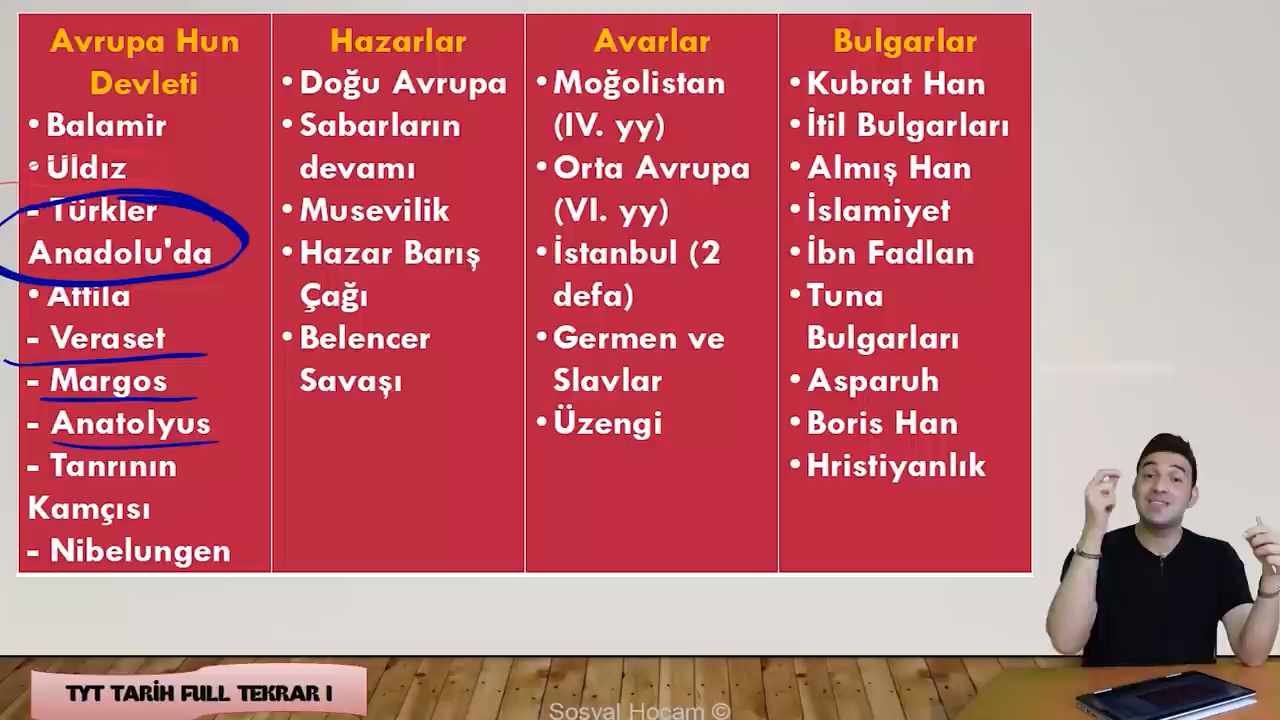 Avrupa Hun
Devleti
• Balamir
• Uldız
- Türkler
Anadolu'da
• Attila
- Veraset
- Margos
- Anatolyus
- Tanrının
Kamçısı
- Nibelungen
Hazarlar
• Doğu Avrupa
• Sabarların
devamı
• Musevilik
• Hazar Barış
Çağı
• Belencer
Savaşı
Avarlar
• Moğolistan
(IV. yy)
• Orta Avrupa
(VI. yy)
• İstanbul (2
defa)
• Germen ve
Slavlar
• Üzengi
Bulgarlar
• Kubrat Han
• İtil Bulgarları
• Almış Han
• İslamiyet
• İbn Fadlan
• Tuna
Bulgarları
• Asparuh
• Boris Han
• Hristiyanlık
TYT TARİH FULL TEKRAR I
Sosyal Hocam ©